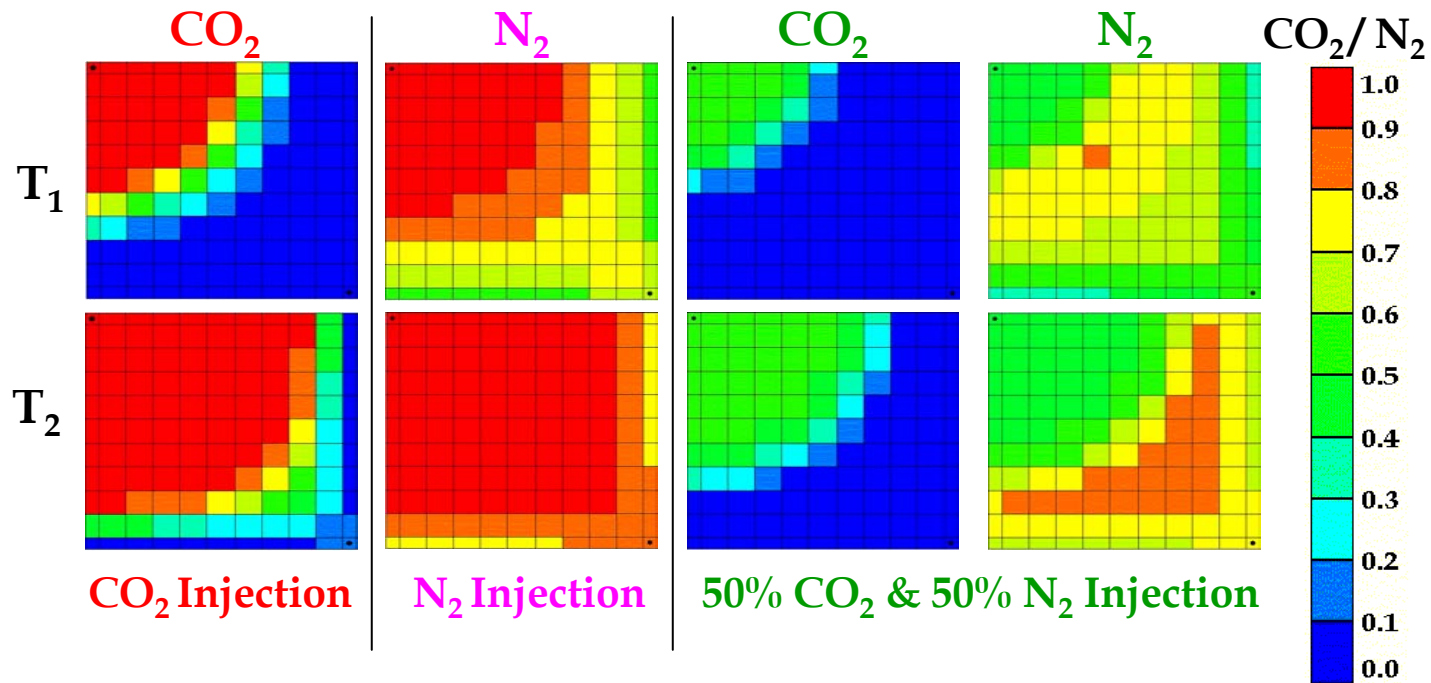 CO₂ N₂ CO₂ N₂ CO₂/ N₂
1.0
0.9
T₁
0.8
0.7
0.6
0.5
T₂
0.4
0.3
0.2
0.1
0.0
CO₂ Injection N₂ Injection 50% CO₂ & 50% N₂ Injection